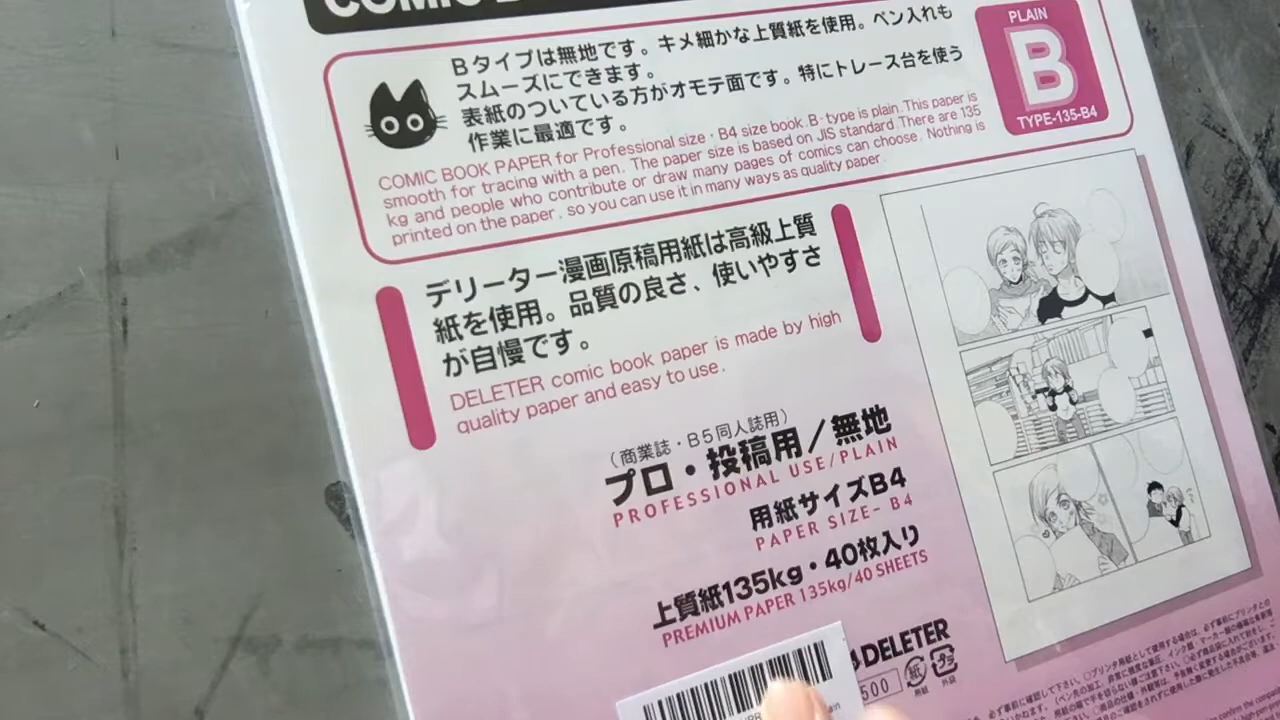 COMIC
Bタイプは無地です。キメ細かな上質紙を使用。ペン入れも
スムーズにできます。
表紙のついている方がオモテ面です。特にトレース台を使う
作業に最適です。
COMIC BOOK PAPER for Professional size・B4 size book. B-type is plain. This paper is
smooth for tracing with a pen. The paper size is based on JIS standard. There are 135
kg and people who contribute or draw many pages of comics can choose. Nothing is
printed on the paper, so you can use it in many ways as quality paper.
PLAIN
B
TYPE-135-B4
デリーター漫画原稿用紙は高級上質
紙を使用。品質の良さ、使いやすさ
が自慢です。
DELETER comic book paper is made by high
quality paper and easy to use.
(商業誌・B5同人誌用)
プロ・投稿用/無地
PROFESSIONAL USE/PLAIN
用紙サイズB4
PAPER SIZE- B4
上質紙135kg・40枚入り
PREMIUM PAPER 135kg/40 SHEETS
DELETER
500
紙
用紙
プラ
外袋